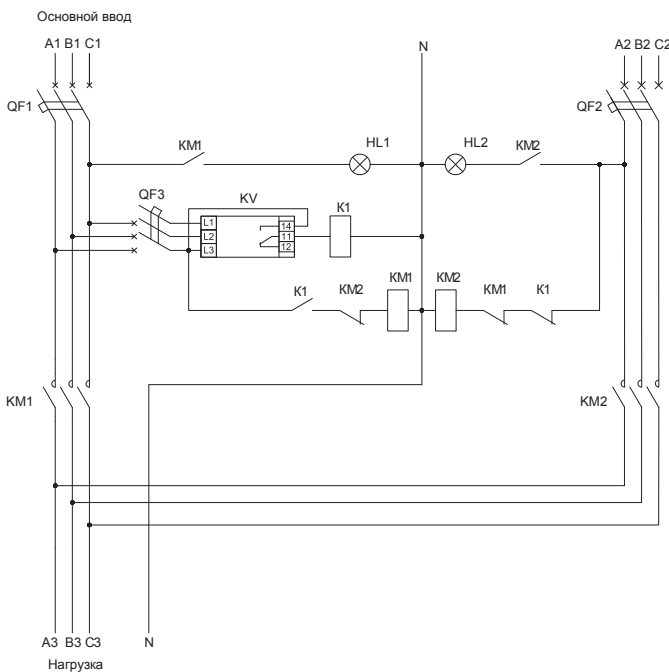 Основной ввод
A1 B1 C1
N
A2 B2 C2
QF1
QF2
KM1
HL1
HL2
KM2
QF3
KV
K1
L1
L2
L3
14
11
12
K1
KM2
KM1
KM2
KM1
K1
KM1
KM2
A3 B3 C3
N
Нагрузка